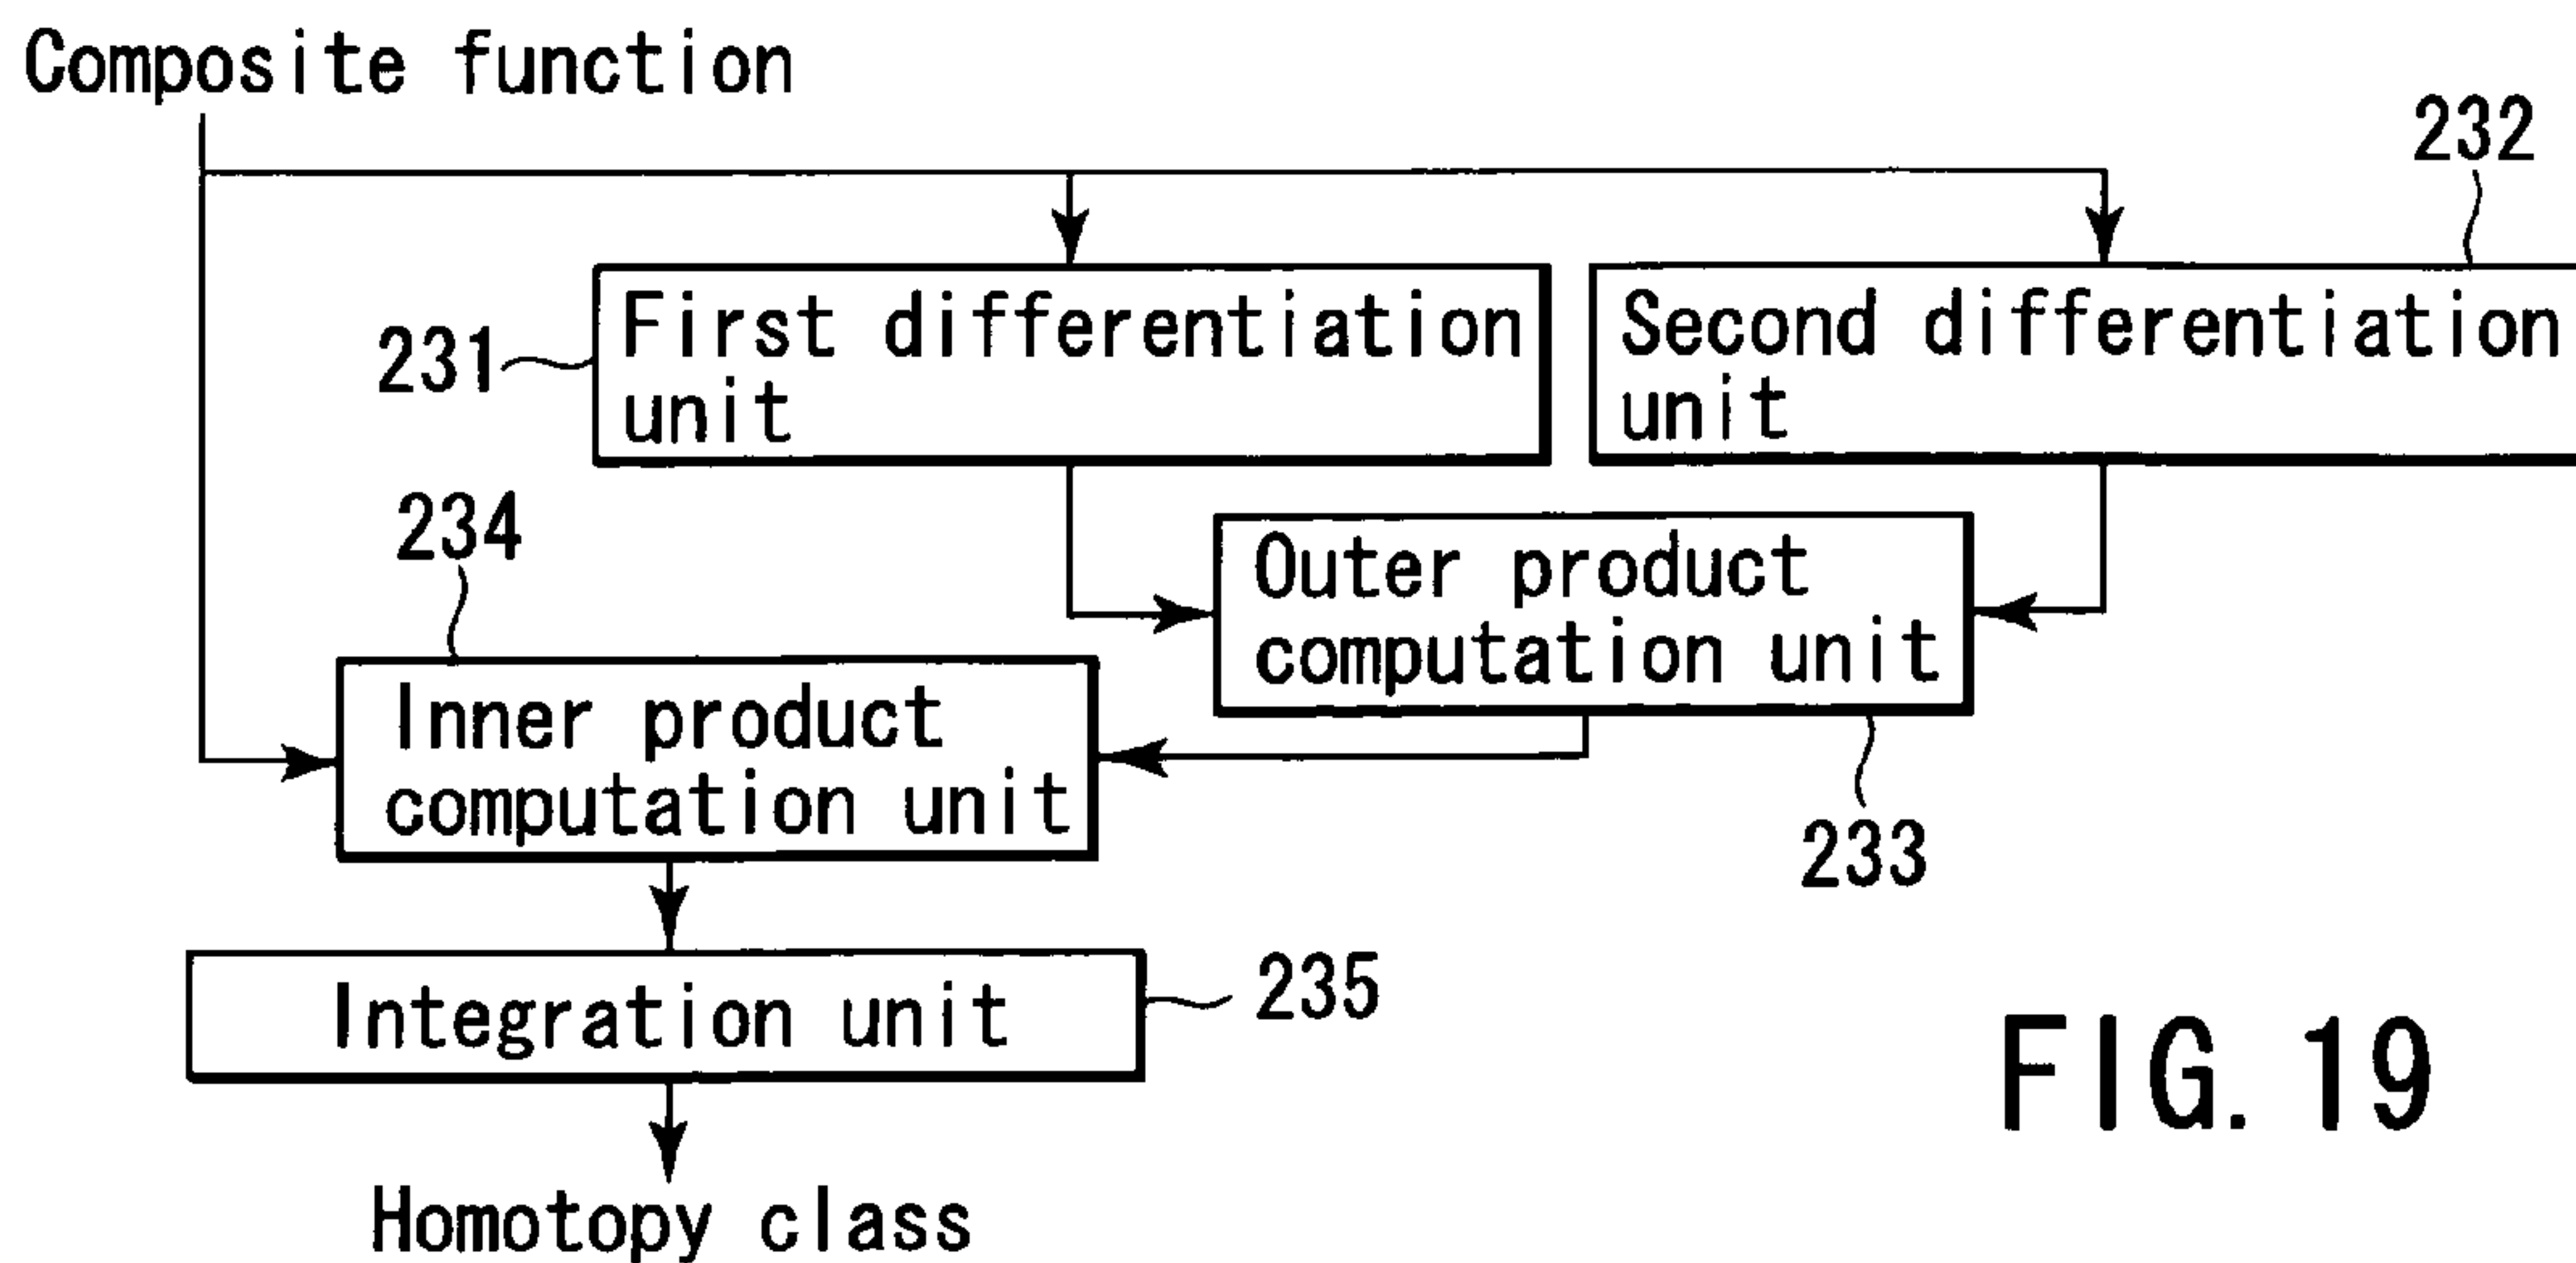 Composite function
232
231
First differentiation
unit
Second differentiation
unit
234
Outer product
computation unit
Inner product
computation unit
233
Integration unit
235
FIG. 19
Homotopy class